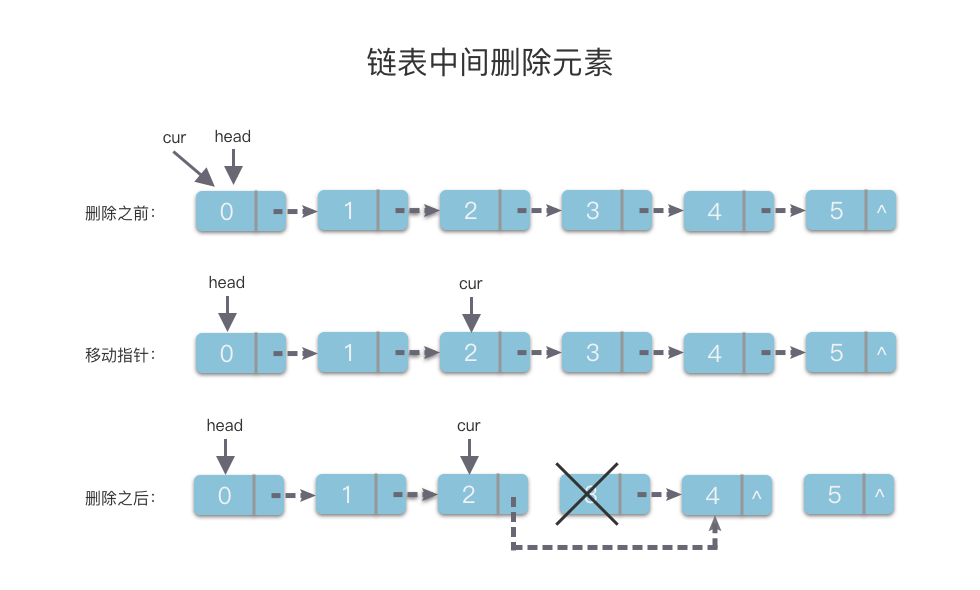 链表中间删除元素
cur head
删除之前： 0 1 2 3 4 5 ^
head cur
移动指针： 0 1 2 3 4 5 ^
head cur
删除之后： 0 1 2 3 4 ^ 5 ^